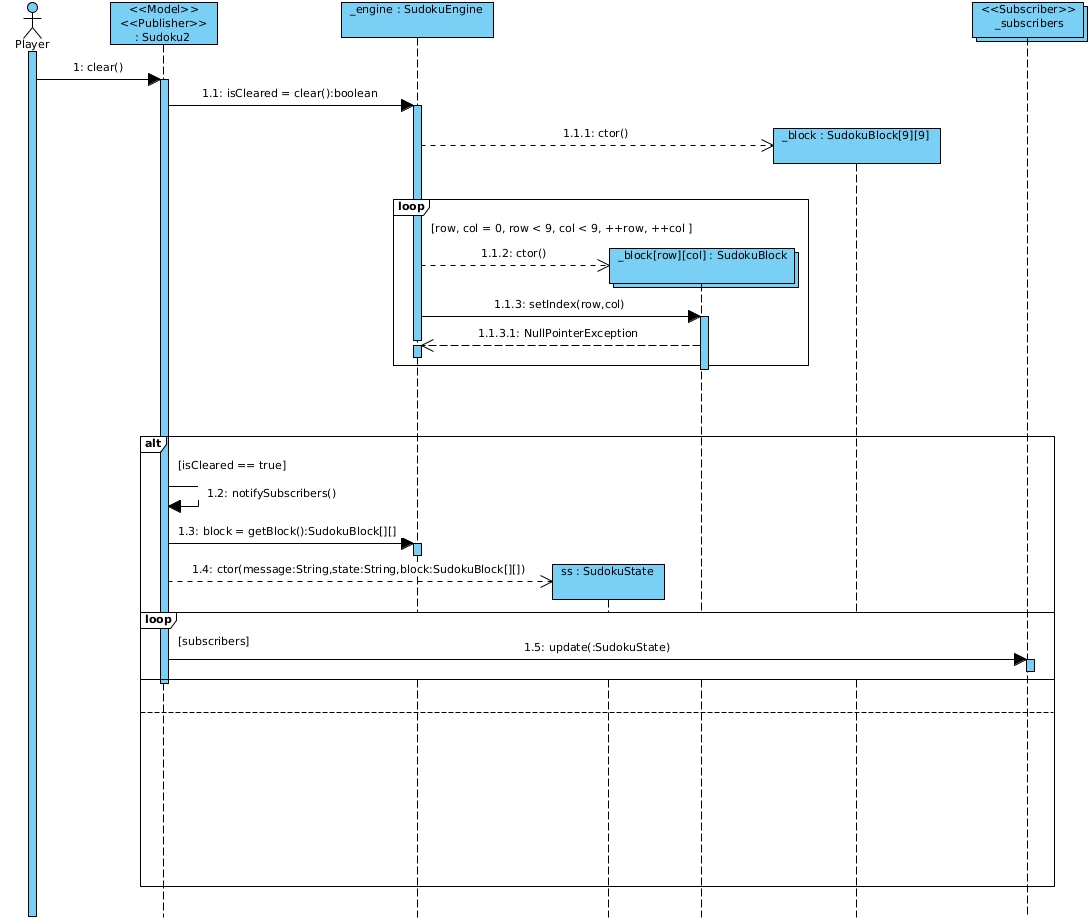 <<Model>>
<<Publisher>>
: Sudoku2
_engine : SudokuEngine
<<Subscriber>>
_subscribers
Player
1: clear()
1.1: isCleared = clear():boolean
1.1.1: ctor()
_block : SudokuBlock[9][9]
loop
[row, col = 0, row < 9, col < 9, ++row, ++col ]
1.1.2: ctor()
_block[row][col] : SudokuBlock
1.1.3: setIndex(row,col)
1.1.3.1: NullPointerException
alt
[isCleared == true]
1.2: notifySubscribers()
1.3: block = getBlock():SudokuBlock[][]
1.4: ctor(message:String,state:String,block:SudokuBlock[][])
ss : SudokuState
loop
[subscribers]
1.5: update(:SudokuState)